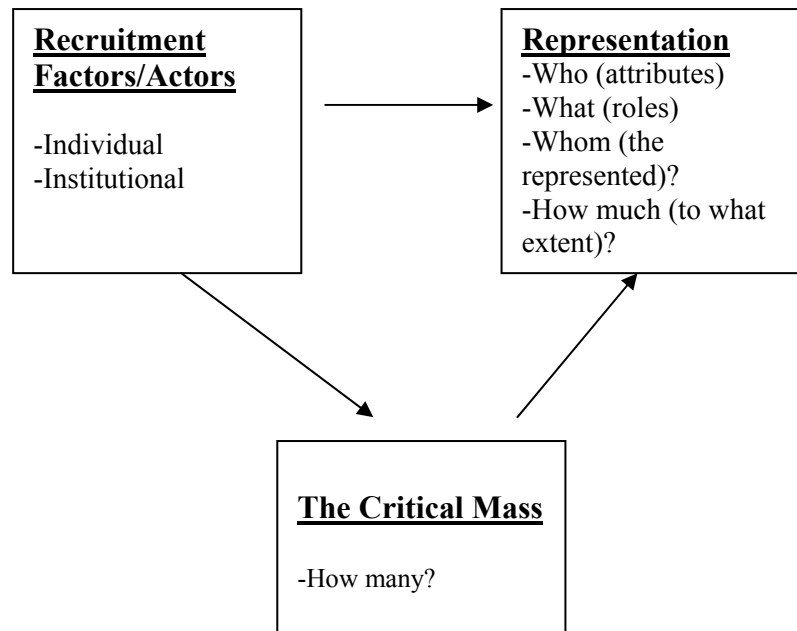 Recruitment
Factors/Actors
-Individual
-Institutional
Representation
-Who (attributes)
-What (roles)
-Whom (the
represented)?
-How much (to what
extent)?
The Critical Mass
-How many?